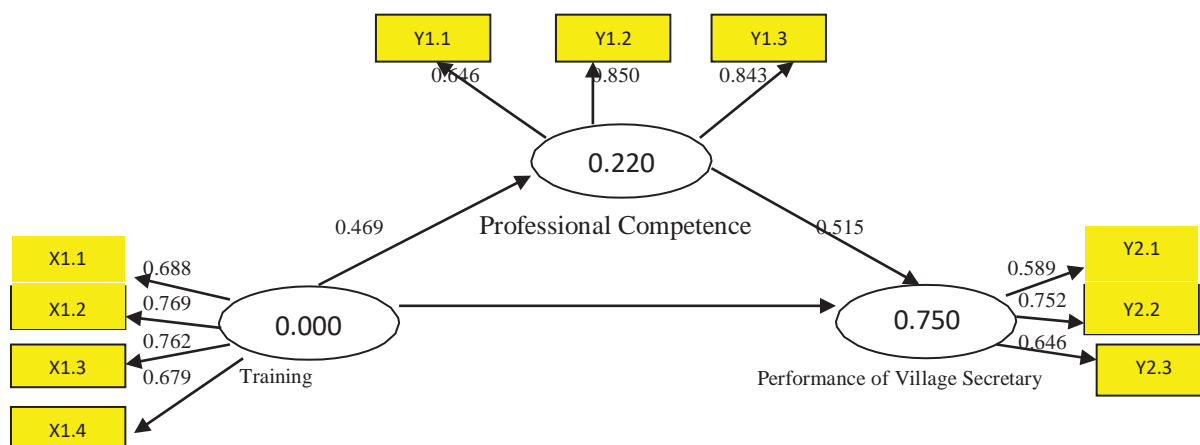 Y1.1
Y1.2
Y1.3
0.646
0.850
0.843
0.220
Professional Competence
0.469
0.515
X1.1
0.688
X1.2
0.769
X1.3
0.762
X1.4
0.679
0.000
Training
0.750
Performance of Village Secretary
Y2.1
0.589
Y2.2
0.752
Y2.3
0.646